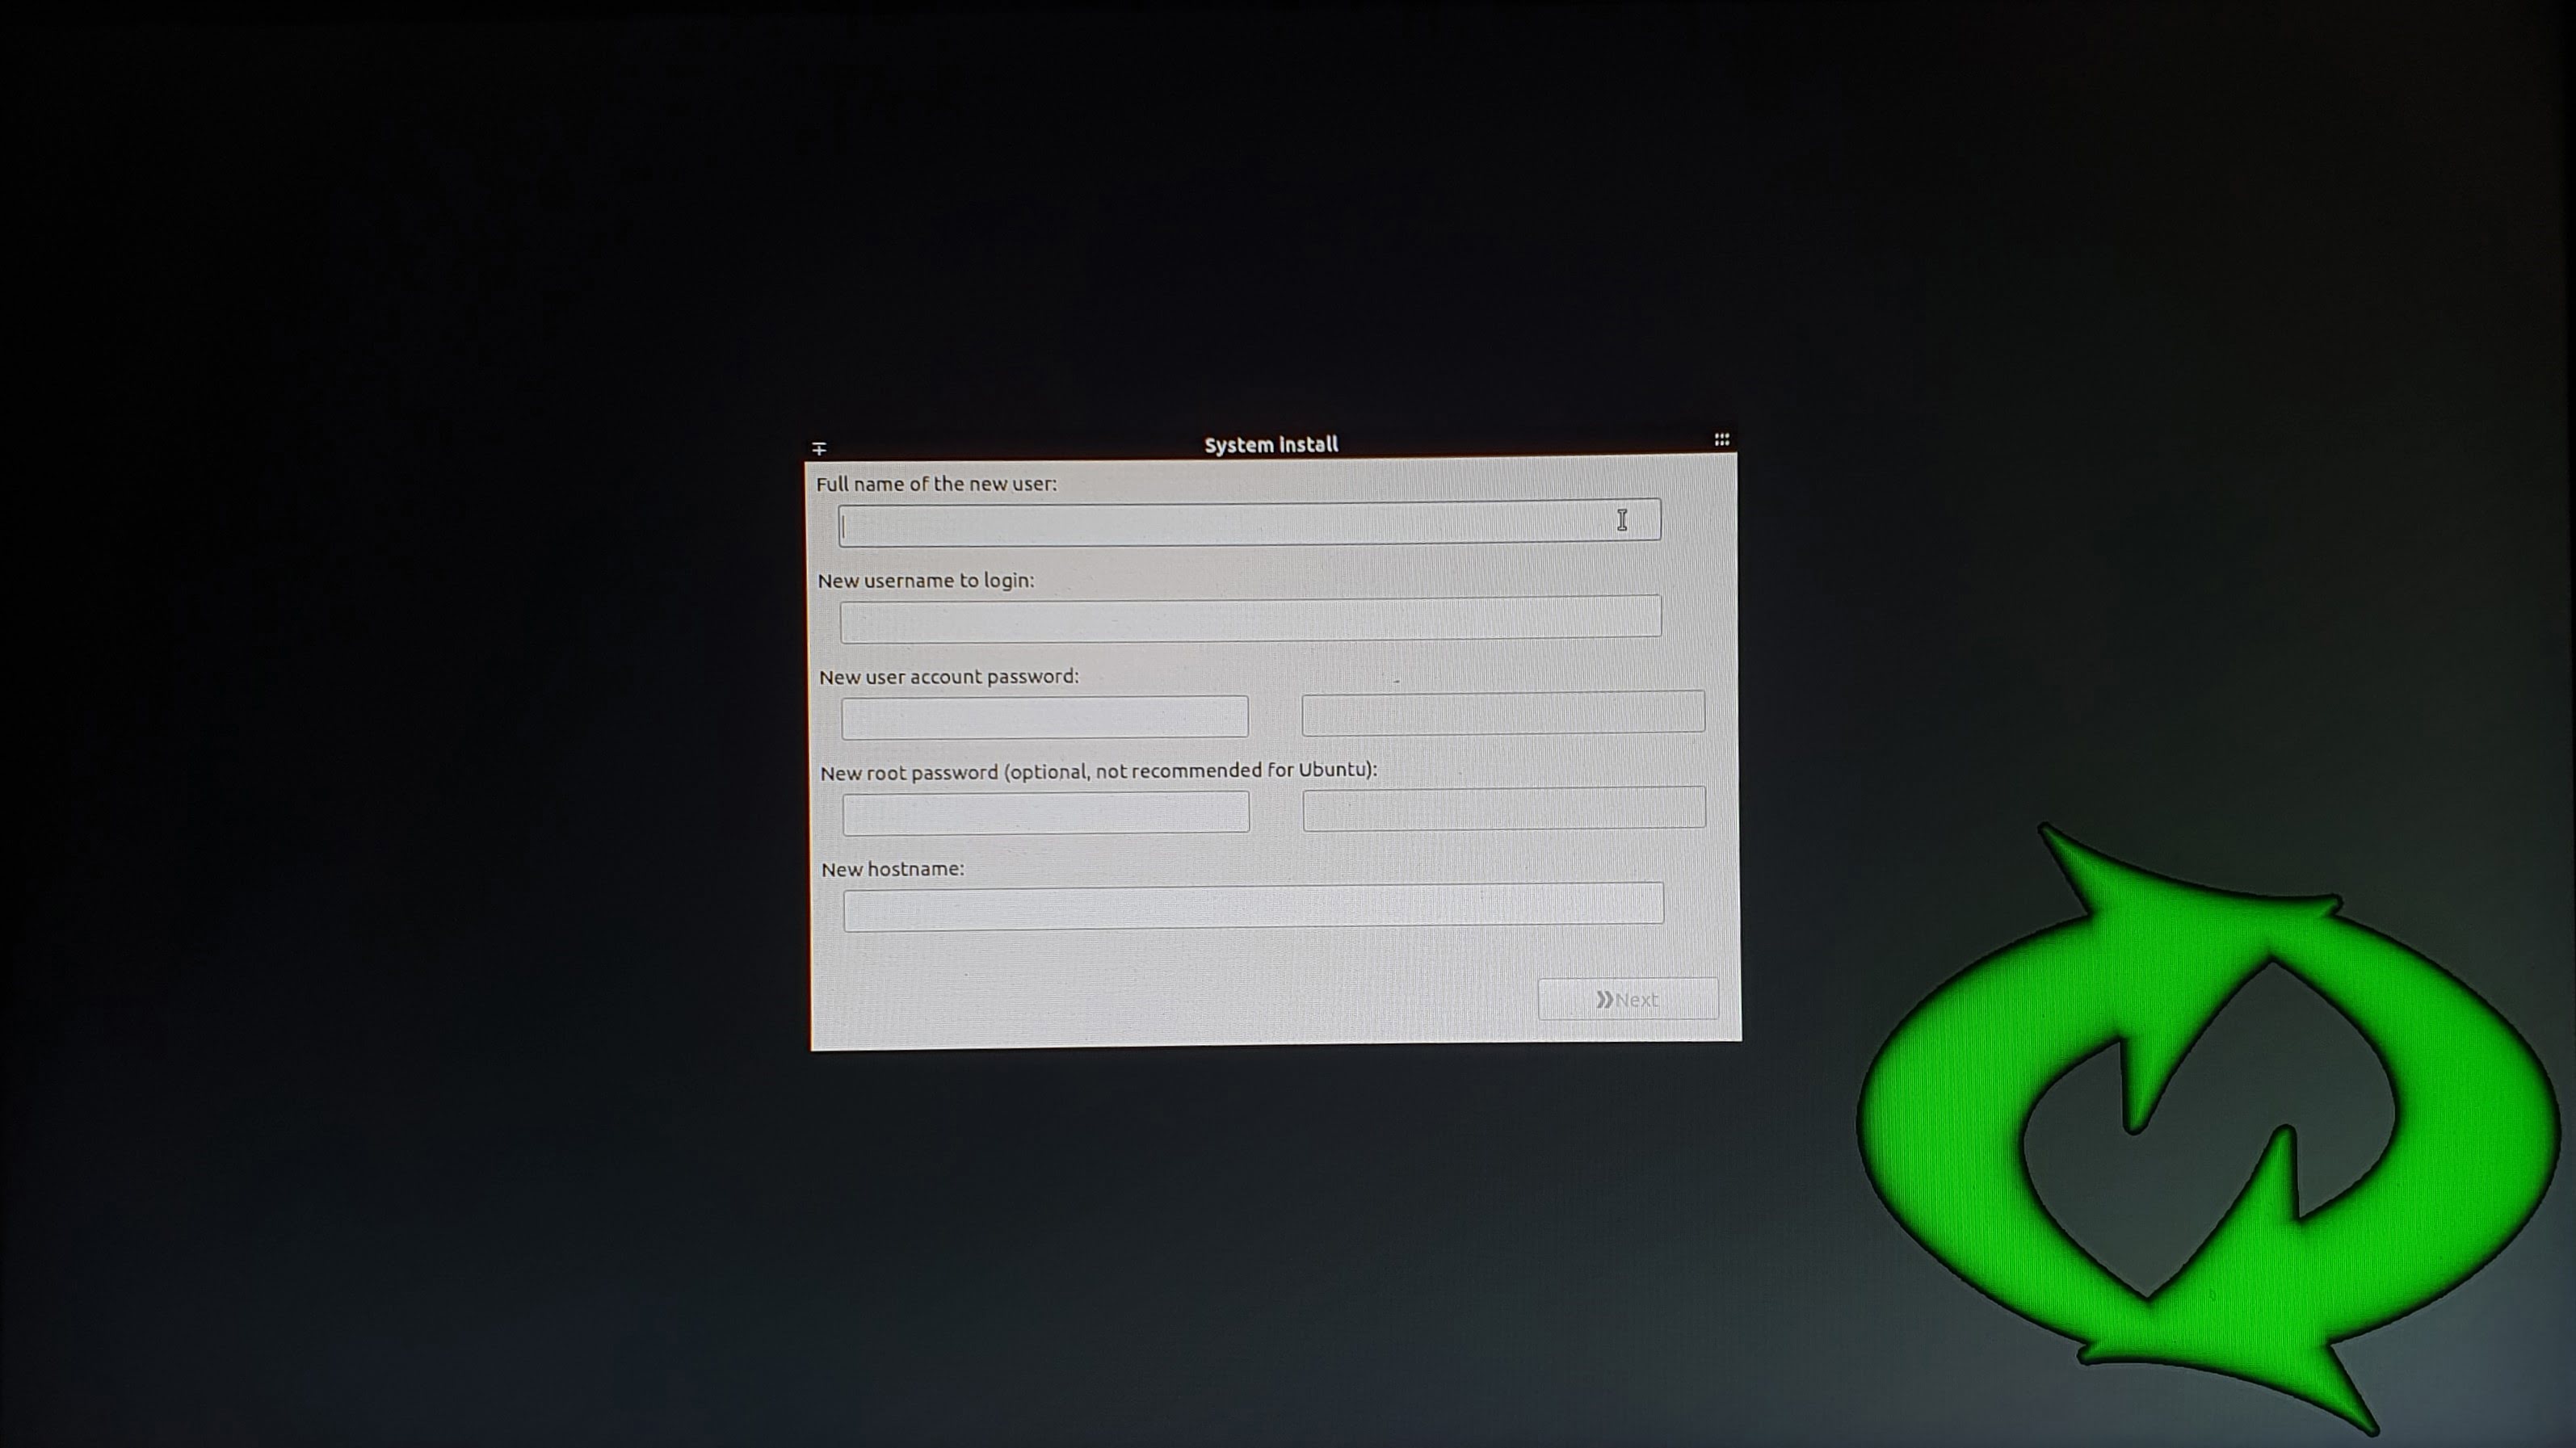 System install
Full name of the new user:
New username to login:
New user account password:
New root password (optional, not recommended for Ubuntu):
New hostname:
Next